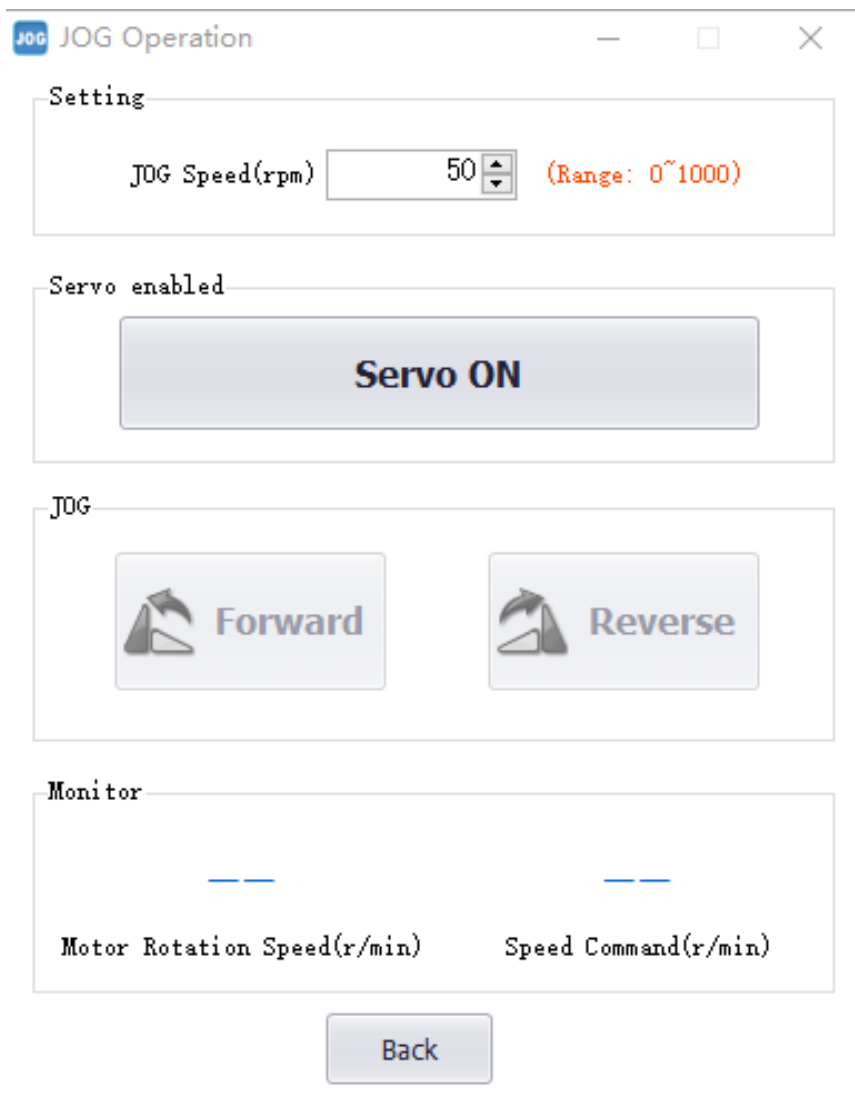 JOG JOG Operation
Setting
JOG Speed(rpm) 50 (Range: 0~1000)
Servo enabled
Servo ON
JOG
Forward Reverse
Monitor
—— ——
Motor Rotation Speed(r/min) Speed Command(r/min)
Back